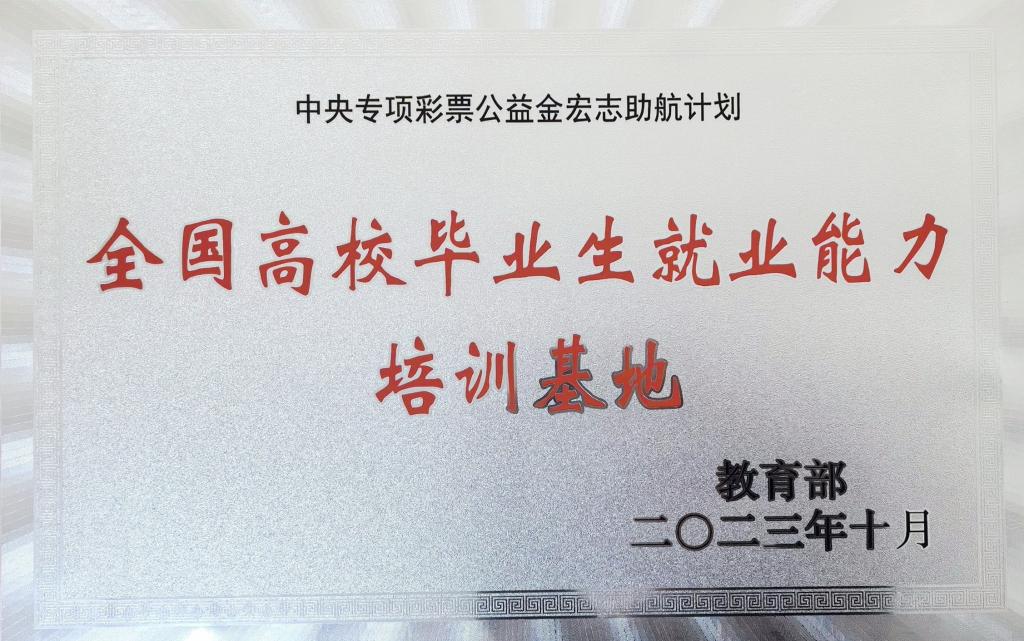 中央专项彩票公益金宏志助航计划
全国高校毕业生就业能力
培训基地
教育部
二〇二三年十月